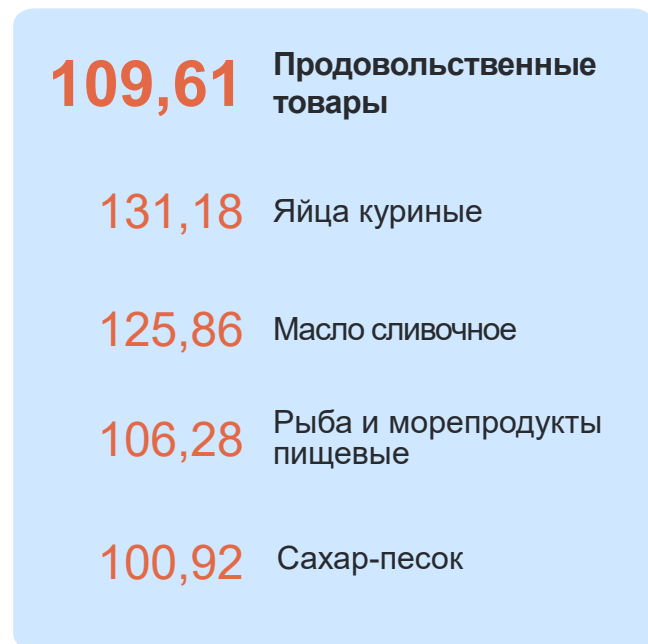 109,61 Продовольственные
товары
131,18 Яйца куриные
125,86 Масло сливочное
106,28 Рыба и морепродукты
пищевые
100,92 Сахар-песок